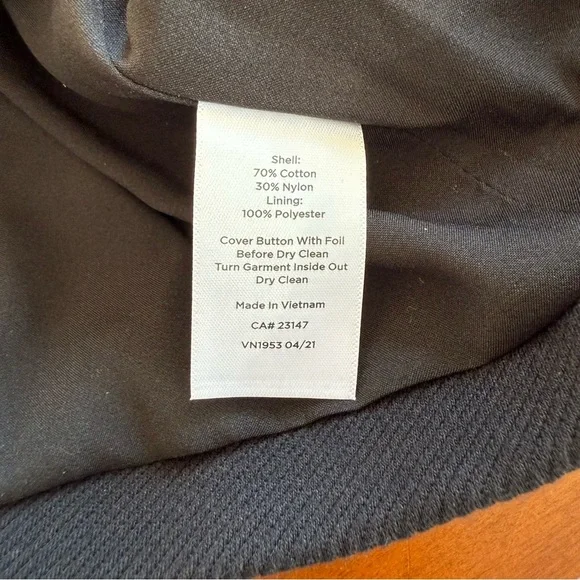 Shell:
70% Cotton
30% Nylon
Lining:
100% Polyester
Cover Button With Foil
Before Dry Clean
Turn Garment Inside Out
Dry Clean
Made In Vietnam
CA# 23147
VN1953 04/21